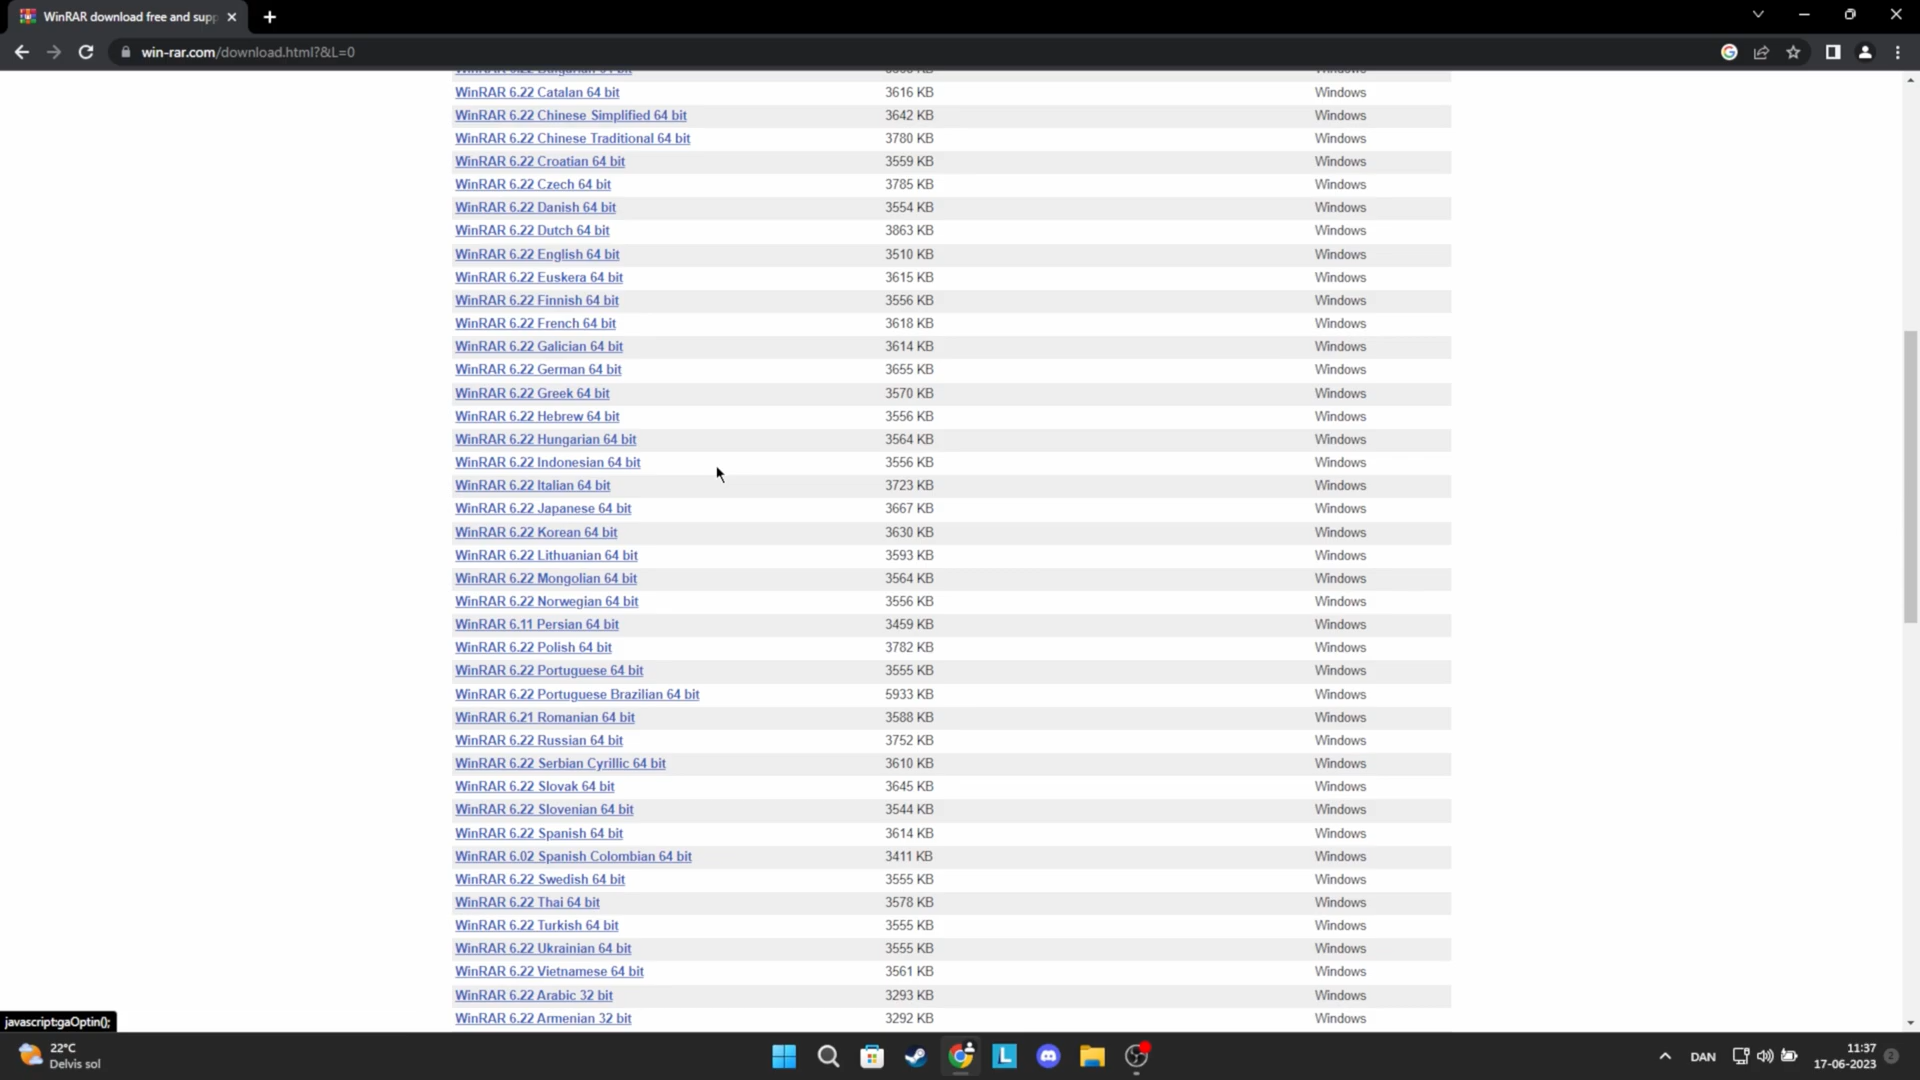 WinRAR download free and supp
win-rar.com/download.html?&L=0
WinRAR 6.22 Bulgarian 64 bit
WinRAR 6.22 Catalan 64 bit 3616 KB Windows
WinRAR 6.22 Chinese Simplified 64 bit 3642 KB Windows
WinRAR 6.22 Chinese Traditional 64 bit 3780 KB Windows
WinRAR 6.22 Croatian 64 bit 3559 KB Windows
WinRAR 6.22 Czech 64 bit 3785 KB Windows
WinRAR 6.22 Danish 64 bit 3554 KB Windows
WinRAR 6.22 Dutch 64 bit 3863 KB Windows
WinRAR 6.22 English 64 bit 3510 KB Windows
WinRAR 6.22 Euskera 64 bit 3615 KB Windows
WinRAR 6.22 Finnish 64 bit 3556 KB Windows
WinRAR 6.22 French 64 bit 3618 KB Windows
WinRAR 6.22 Galician 64 bit 3614 KB Windows
WinRAR 6.22 German 64 bit 3655 KB Windows
WinRAR 6.22 Greek 64 bit 3570 KB Windows
WinRAR 6.22 Hebrew 64 bit 3556 KB Windows
WinRAR 6.22 Hungarian 64 bit 3564 KB Windows
WinRAR 6.22 Indonesian 64 bit 3556 KB Windows
WinRAR 6.22 Italian 64 bit 3723 KB Windows
WinRAR 6.22 Japanese 64 bit 3667 KB Windows
WinRAR 6.22 Korean 64 bit 3630 KB Windows
WinRAR 6.22 Lithuanian 64 bit 3593 KB Windows
WinRAR 6.22 Mongolian 64 bit 3564 KB Windows
WinRAR 6.22 Norwegian 64 bit 3556 KB Windows
WinRAR 6.11 Persian 64 bit 3459 KB Windows
WinRAR 6.22 Polish 64 bit 3782 KB Windows
WinRAR 6.22 Portuguese 64 bit 3555 KB Windows
WinRAR 6.22 Portuguese Brazilian 64 bit 5933 KB Windows
WinRAR 6.21 Romanian 64 bit 3588 KB Windows
WinRAR 6.22 Russian 64 bit 3752 KB Windows
WinRAR 6.22 Serbian Cyrillic 64 bit 3610 KB Windows
WinRAR 6.22 Slovak 64 bit 3645 KB Windows
WinRAR 6.22 Slovenian 64 bit 3544 KB Windows
WinRAR 6.22 Spanish 64 bit 3614 KB Windows
WinRAR 6.02 Spanish Colombian 64 bit 3411 KB Windows
WinRAR 6.22 Swedish 64 bit 3555 KB Windows
WinRAR 6.22 Thai 64 bit 3578 KB Windows
WinRAR 6.22 Turkish 64 bit 3555 KB Windows
WinRAR 6.22 Ukrainian 64 bit 3555 KB Windows
WinRAR 6.22 Vietnamese 64 bit 3561 KB Windows
WinRAR 6.22 Arabic 32 bit 3293 KB Windows
WinRAR 6.22 Armenian 32 bit 3292 KB Windows
javascript:gaOptin();
22°C
Delvis sol
DAN
11:37
17-06-2023
2